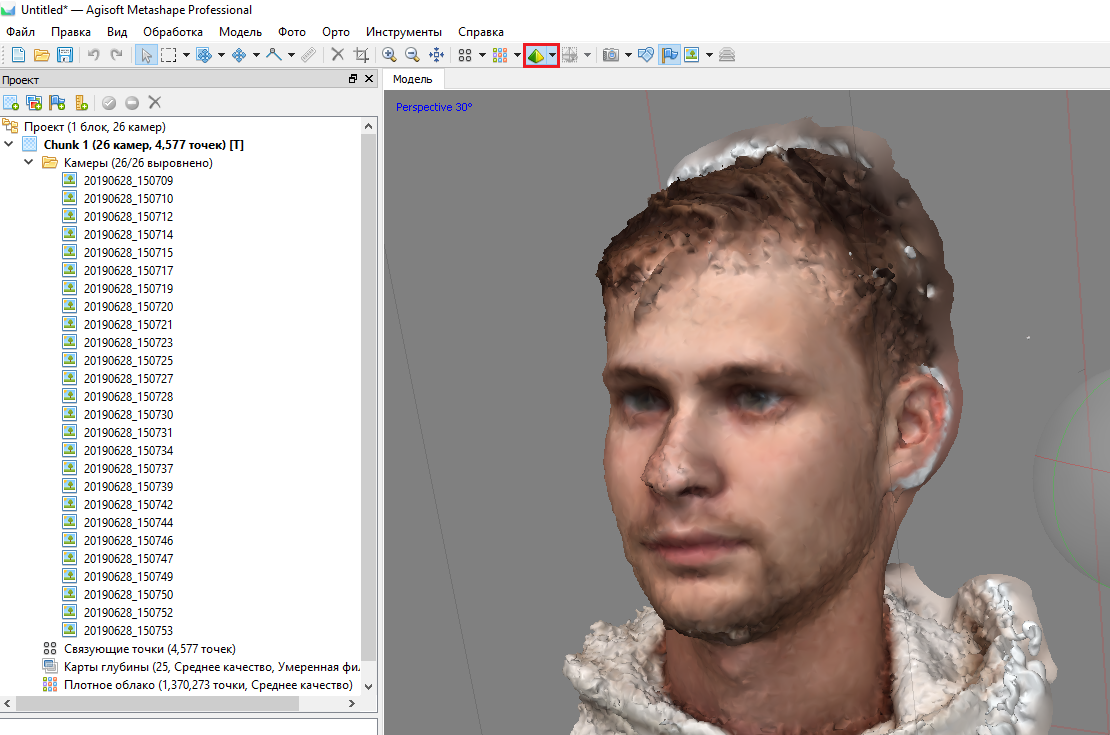 Untitled* — Agisoft Metashape Professional
Файл Правка Вид Обработка Модель Фото Орто Инструменты Справка
Проект
Модель
Perspective 30°
Проект (1 блок, 26 камер)
Chunk 1 (26 камер, 4,577 точек) [T]
Камеры (26/26 выровнено)
20190628_150709
20190628_150710
20190628_150712
20190628_150714
20190628_150715
20190628_150717
20190628_150719
20190628_150720
20190628_150721
20190628_150723
20190628_150725
20190628_150727
20190628_150728
20190628_150730
20190628_150731
20190628_150734
20190628_150737
20190628_150739
20190628_150742
20190628_150744
20190628_150746
20190628_150747
20190628_150749
20190628_150750
20190628_150752
20190628_150753
Связующие точки (4,577 точек)
Карты глубины (25, Среднее качество, Умеренная фил
Плотное облако (1,370,273 точки, Среднее качество)